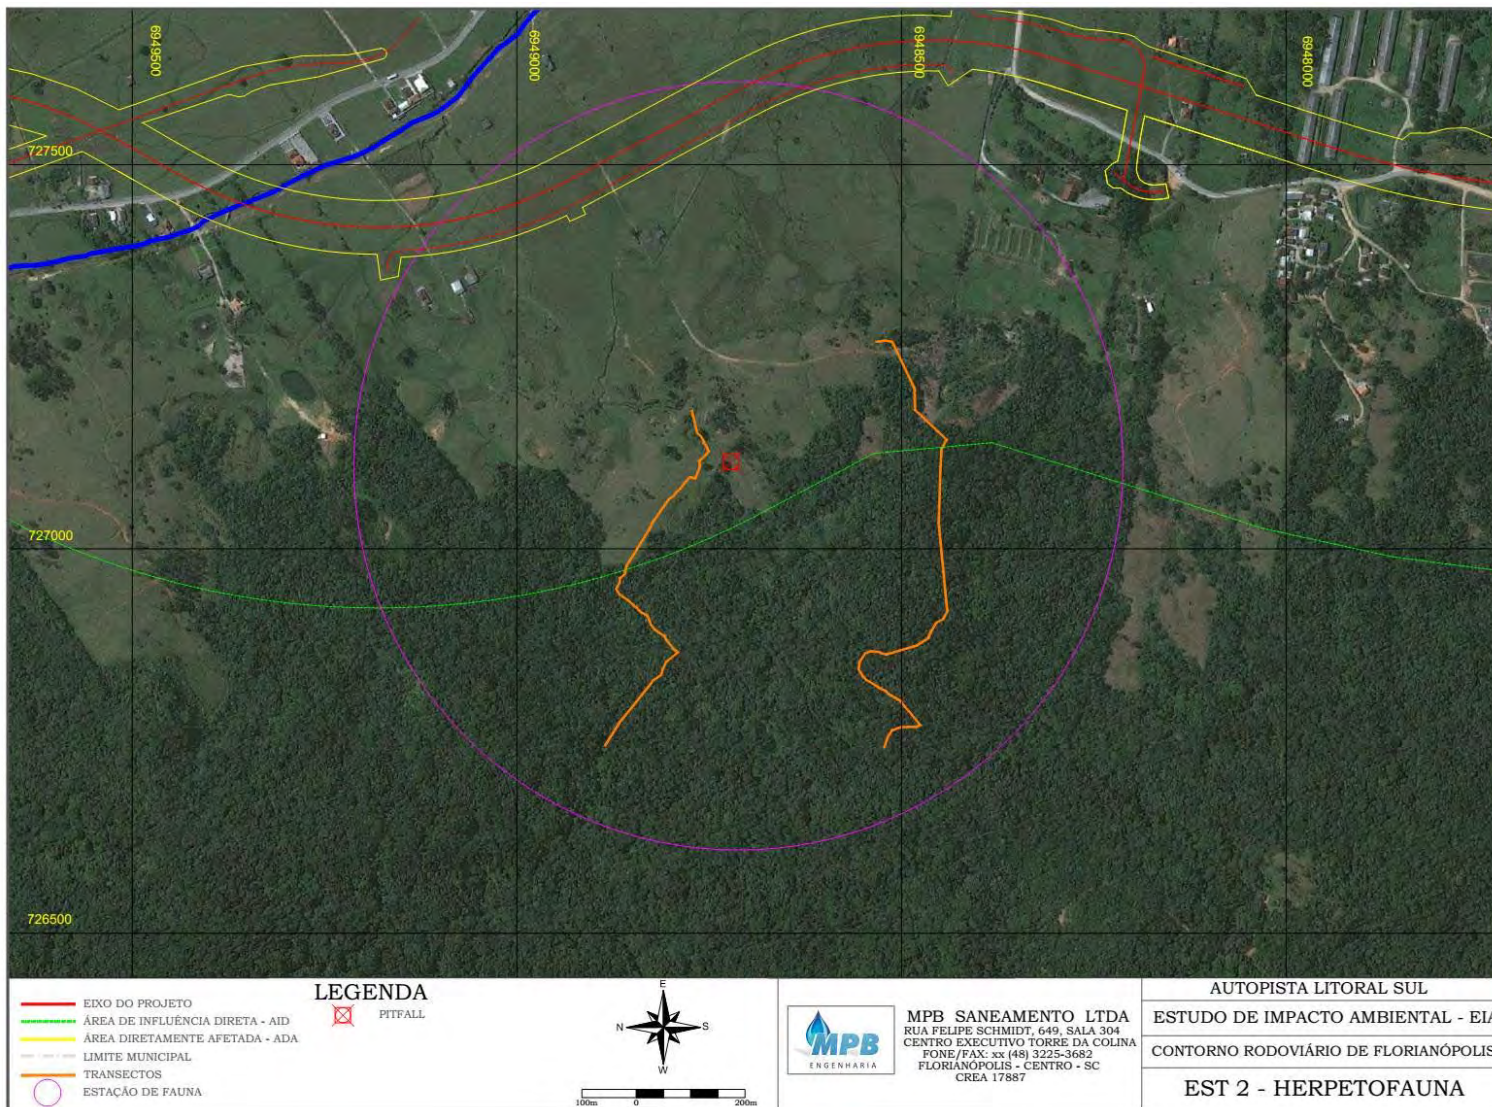 6949500
6949000
6948500
6948000
727500
727000
726500
LEGENDA
EIXO DO PROJETO
ÁREA DE INFLUÊNCIA DIRETA - AID
ÁREA DIRETAMENTE AFETADA - ADA
LIMITE MUNICIPAL
TRANSECTOS
ESTAÇÃO DE FAUNA
PITFALL
E
N
S
W
100m
0
200m
MPB
ENGENHARIA
MPB SANEAMENTO LTDA
RUA FELIPE SCHMIDT, 649, SALA 304
CENTRO EXECUTIVO TORRE DA COLINA
FONE/FAX: xx (48) 3225-3682
FLORIANÓPOLIS - CENTRO - SC
CREA 17887
AUTOPISTA LITORAL SUL
ESTUDO DE IMPACTO AMBIENTAL - EIA
CONTORNO RODOVIÁRIO DE FLORIANÓPOLIS
EST 2 - HERPETOFAUNA